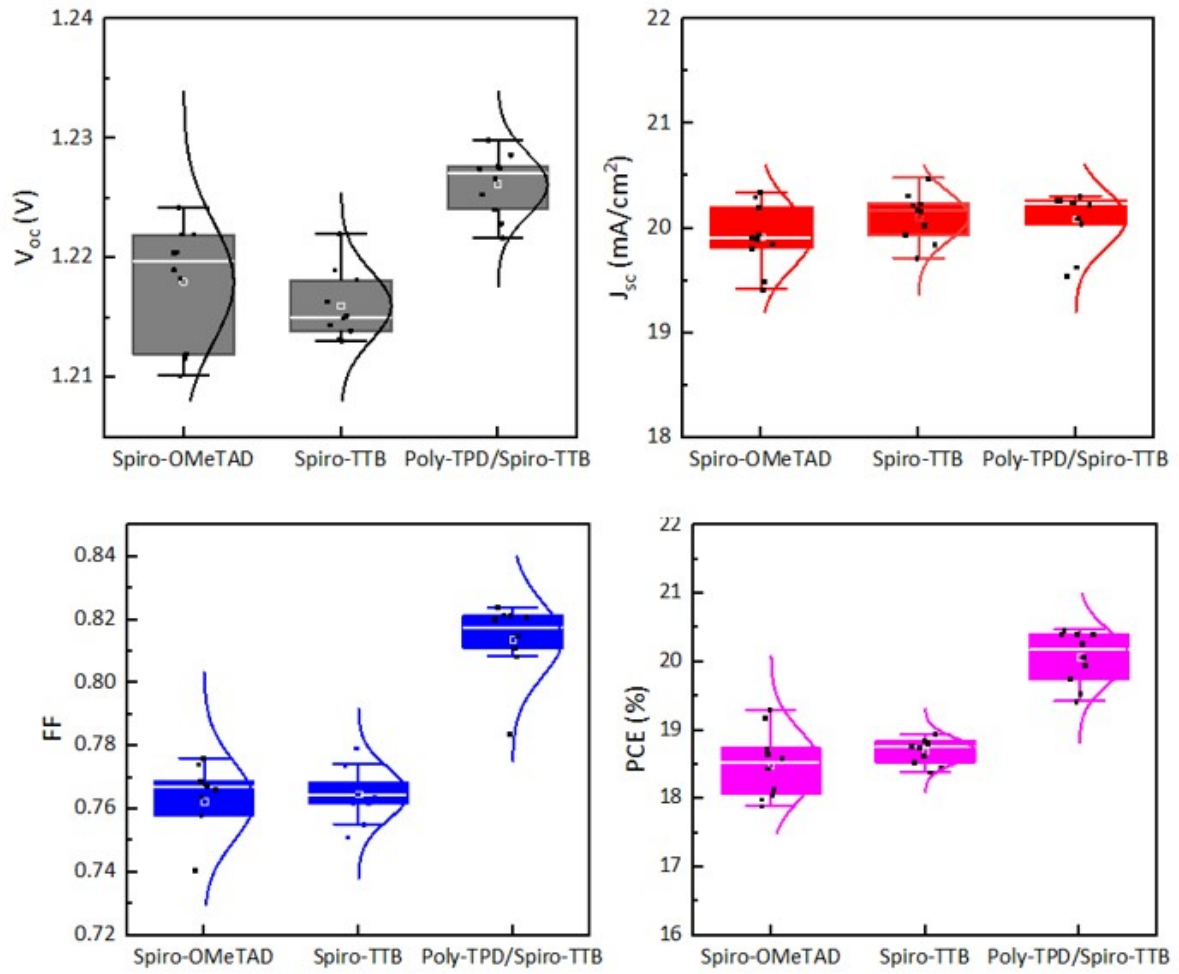 1.24
1.23
1.22
1.21
V_oc (V)
Spiro-OMeTAD Spiro-TTB Poly-TPD/Spiro-TTB
22
21
20
19
18
J_sc (mA/cm²)
Spiro-OMeTAD Spiro-TTB Poly-TPD/Spiro-TTB
0.84
0.82
0.80
0.78
0.76
0.74
0.72
FF
Spiro-OMeTAD Spiro-TTB Poly-TPD/Spiro-TTB
22
21
20
19
18
17
16
PCE (%)
Spiro-OMeTAD Spiro-TTB Poly-TPD/Spiro-TTB